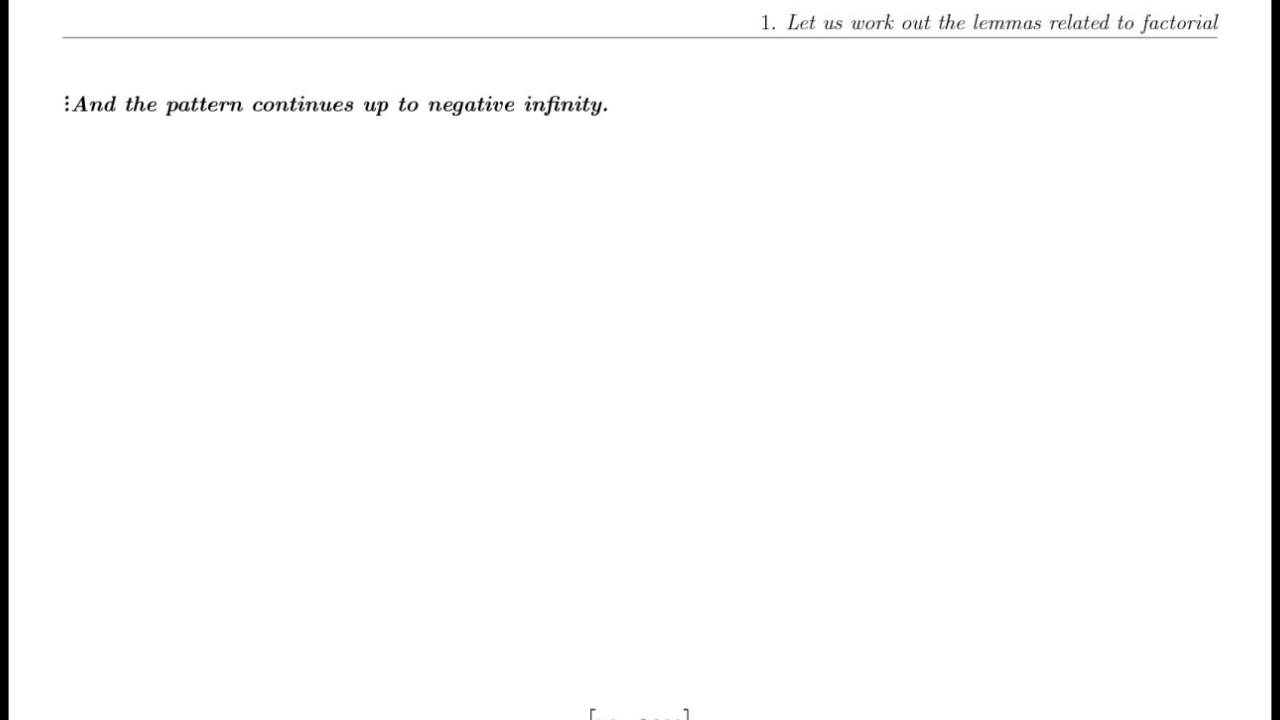 1. Let us work out the lemmas related to factorial
⋮And the pattern continues up to negative infinity.